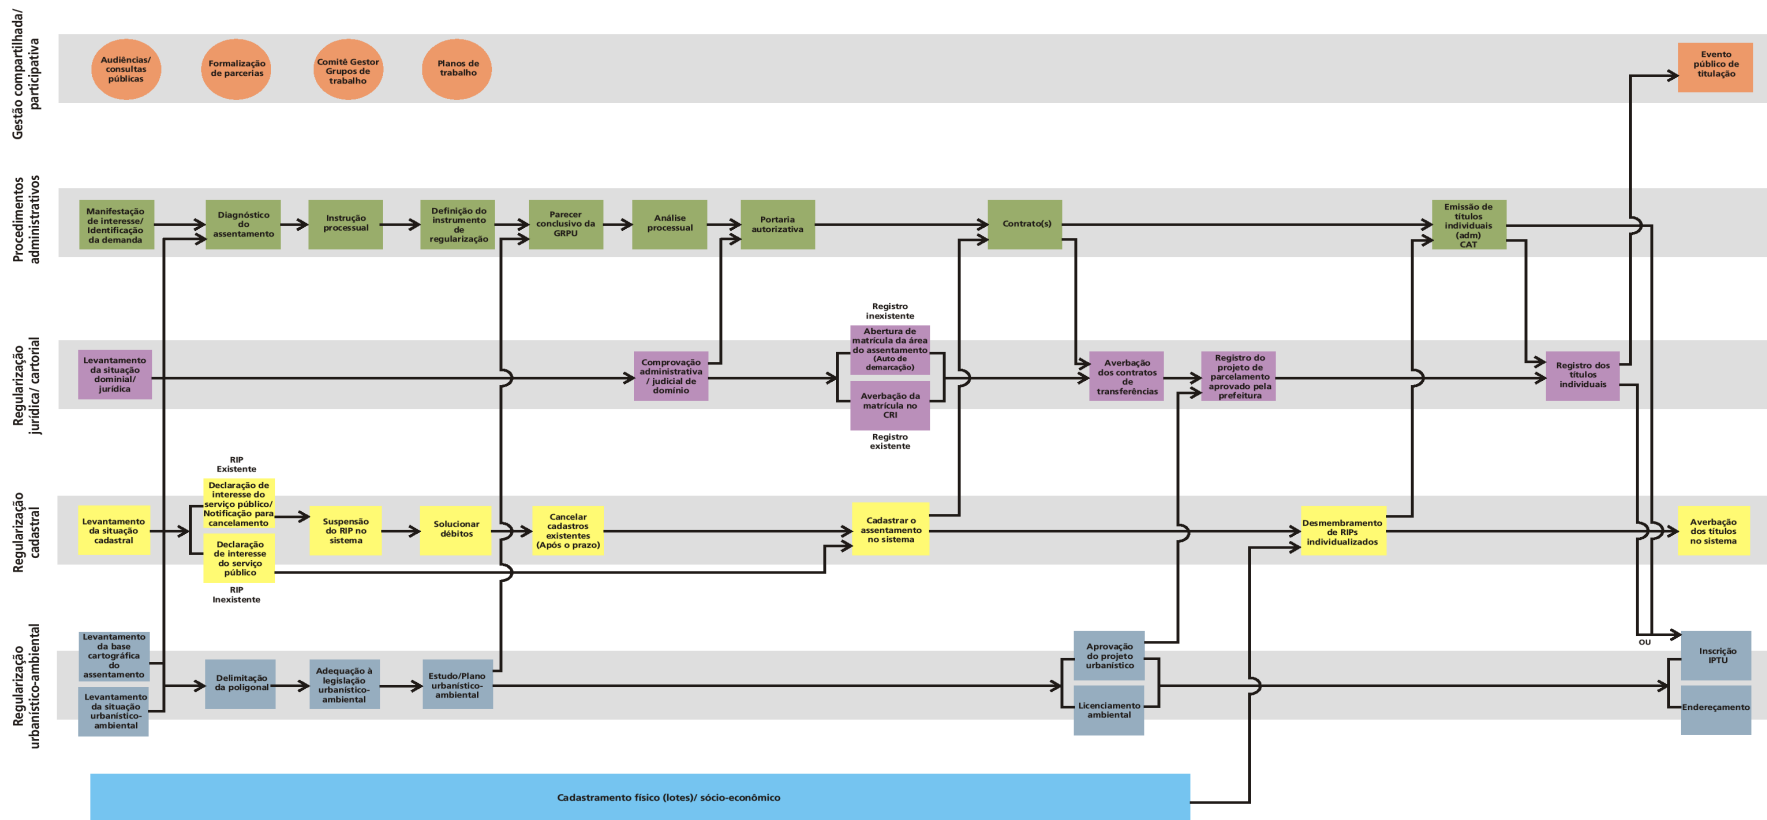 Gestão compartilhada/
participativa
Audiências/
consultas
públicas
Formalização
de parcerias
Comitê Gestor
Grupos de
trabalho
Planos de
trabalho
Evento
público de
titulação
Procedimentos
administrativos
Manifestação
de interesse/
Identificação
da demanda
Diagnóstico
do
assentamento
Instrução
processual
Definição do
instrumento
de
regularização
Parecer
conclusivo da
GRPU
Análise
processual
Portaria
autorizativa
Contrato(s)
Emissão de
títulos
individuais
(adm)
CAT
Regularização
jurídica/ cartorial
Levantamento
da situação
dominial/
jurídica
Comprovação
administrativa
/ judicial de
domínio
Registro
inexistente
Abertura de
matrícula da área
do assentamento
(Auto de
demarcação)
Averbação da
matrícula no
CRI
Registro
existente
Averbação
dos contratos
de
transferências
Registro do
projeto de
parcelamento
aprovado pela
prefeitura
Registro dos
títulos
individuais
Regularização
cadastral
Levantamento
da situação
cadastral
RIP
Existente
Declaração de
interesse do
serviço público/
Notificação para
cancelamento
Declaração
de interesse
do serviço
público
RIP
Inexistente
Suspensão
do RIP no
sistema
Solucionar
débitos
Cancelar
cadastros
existentes
(Após o prazo)
Cadastrar o
assentamento
no sistema
Desmembramento
de RIPs
individualizados
Averbação
dos títulos
no sistema
Regularização
urbanístico-ambiental
Levantamento
da base
cartográfica
do
assentamento
Levantamento
da situação
urbanístico-
ambiental
Delimitação
da poligonal
Adequação à
legislação
urbanístico-
ambiental
Estudo/Plano
urbanístico-
ambiental
Aprovação
do projeto
urbanístico
Licenciamento
ambiental
OU
Inscrição
IPTU
Endereçamento
Cadastramento físico (lotes)/ sócio-econômico